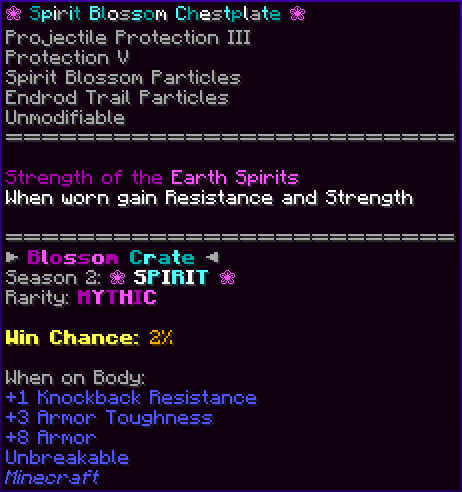 ❀ Spirit Blossom Chestplate ❀
Projectile Protection III
Protection V
Spirit Blossom Particles
Endrod Trail Particles
Unmodifiable
=================================
Strength of the Earth Spirits
When worn gain Resistance and Strength
=================================
► Blossom Crate ◄
Season 2: ❀ SPIRIT ❀
Rarity: MYTHIC
Win Chance: 2%
When on Body:
+1 Knockback Resistance
+3 Armor Toughness
+8 Armor
Unbreakable
Minecraft